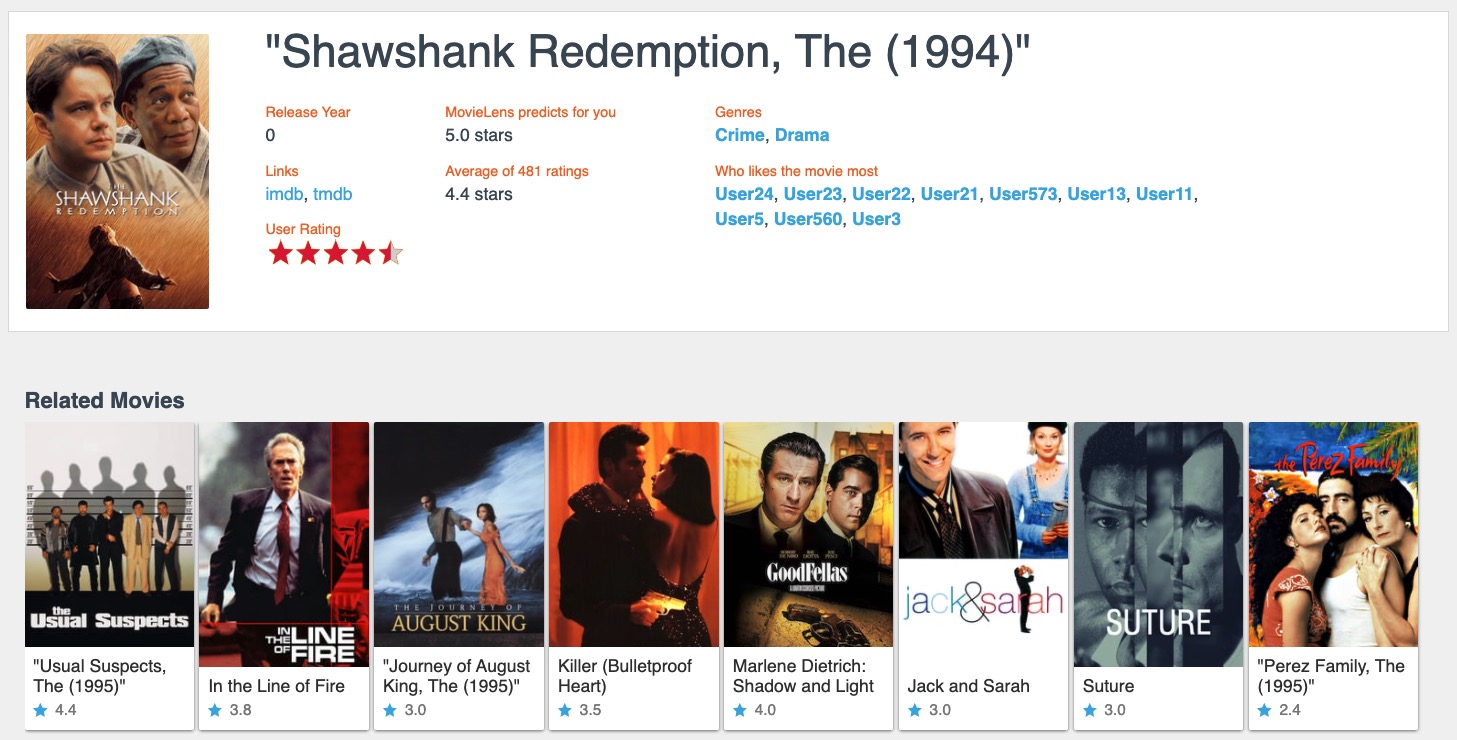 "Shawshank Redemption, The (1994)"
Release Year
0
MovieLens predicts for you
5.0 stars
Genres
Crime, Drama
Links
imdb, tmdb
Average of 481 ratings
4.4 stars
Who likes the movie most
User24, User23, User22, User21, User573, User13, User11,
User5, User560, User3
User Rating
THE
SHAWSHANK
REDEMPTION
Related Movies
the
Usual Suspects
"Usual Suspects,
The (1995)"
4.4
IN
THE LINE
OF FIRE
In the Line of Fire
3.8
THE JOURNEY OF
AUGUST KING
"Journey of August
King, The (1995)"
3.0
Killer (Bulletproof
Heart)
3.5
GoodFellas
Marlene Dietrich:
Shadow and Light
4.0
jack&sarah
Jack and Sarah
3.0
SUTURE
Suture
3.0
the Perez Family
"Perez Family, The
(1995)"
2.4